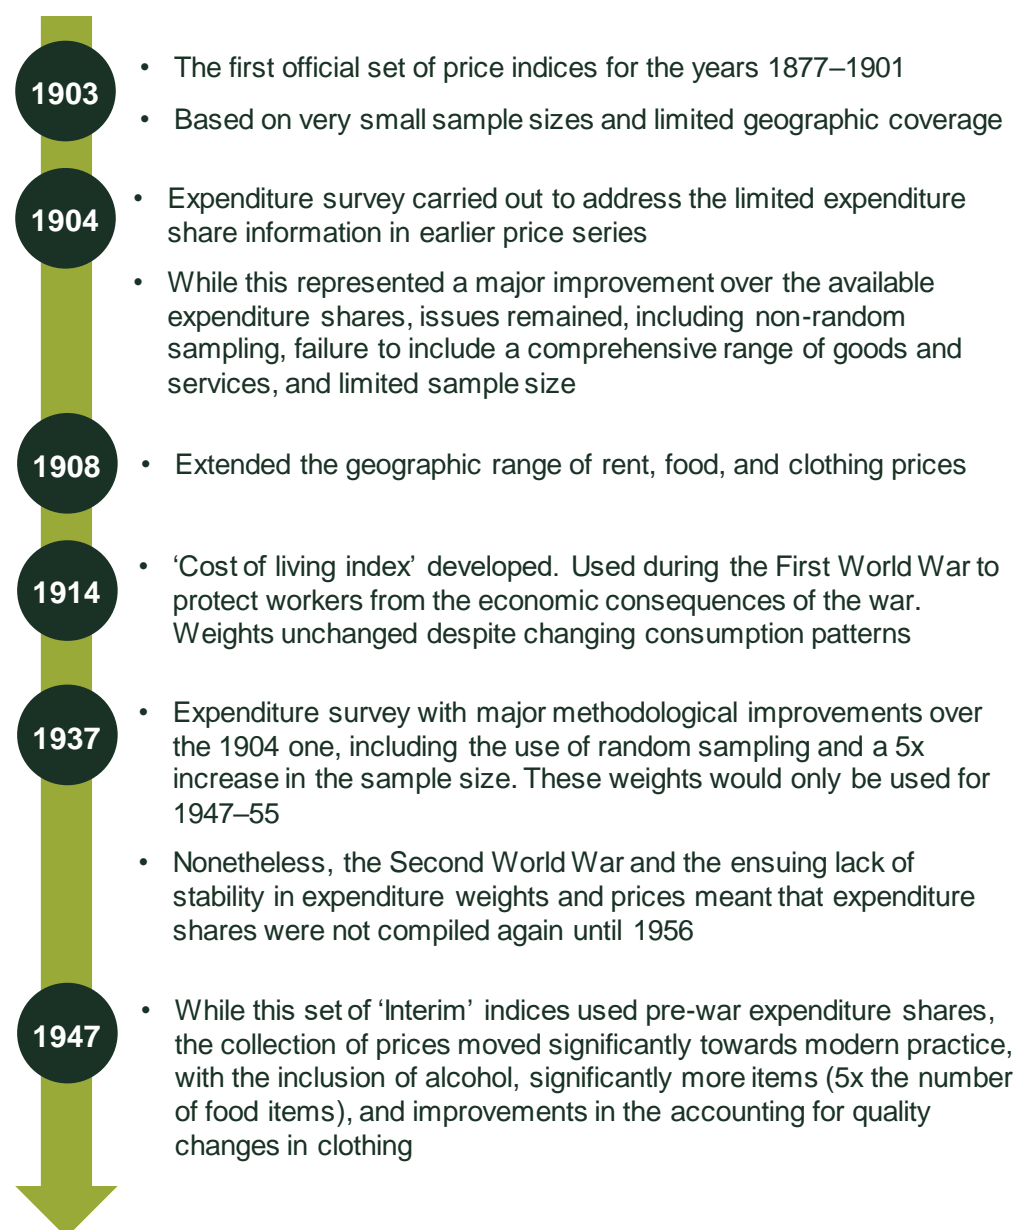 1903
• The first official set of price indices for the years 1877–1901
• Based on very small sample sizes and limited geographic coverage
1904
• Expenditure survey carried out to address the limited expenditure
share information in earlier price series
• While this represented a major improvement over the available
expenditure shares, issues remained, including non-random
sampling, failure to include a comprehensive range of goods and
services, and limited sample size
1908
• Extended the geographic range of rent, food, and clothing prices
1914
• ‘Cost of living index’ developed. Used during the First World War to
protect workers from the economic consequences of the war.
Weights unchanged despite changing consumption patterns
1937
• Expenditure survey with major methodological improvements over
the 1904 one, including the use of random sampling and a 5x
increase in the sample size. These weights would only be used for
1947–55
• Nonetheless, the Second World War and the ensuing lack of
stability in expenditure weights and prices meant that expenditure
shares were not compiled again until 1956
1947
• While this set of ‘Interim’ indices used pre-war expenditure shares,
the collection of prices moved significantly towards modern practice,
with the inclusion of alcohol, significantly more items (5x the number
of food items), and improvements in the accounting for quality
changes in clothing